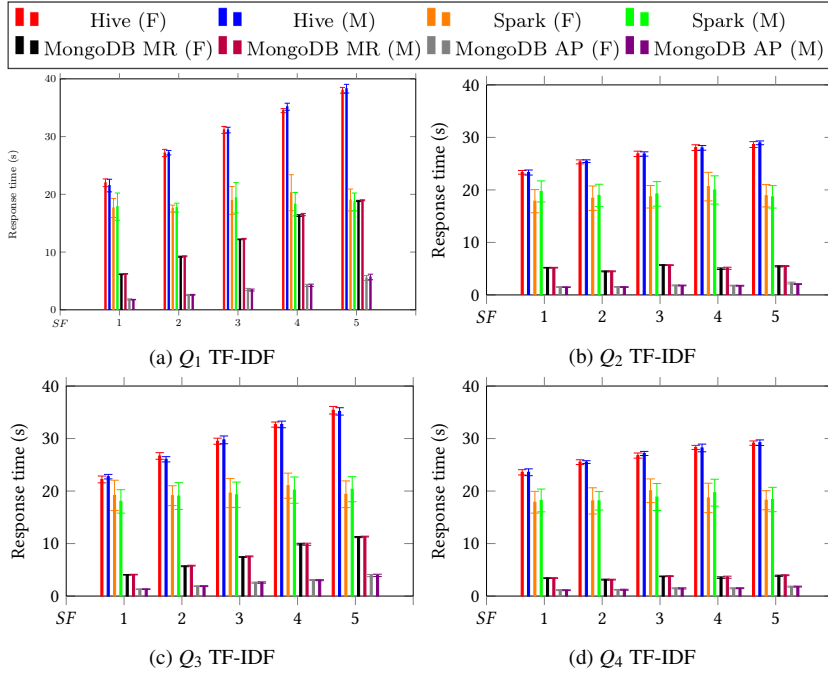 Hive (F) Hive (M) Spark (F) Spark (M)
MongoDB MR (F) MongoDB MR (M) MongoDB AP (F) MongoDB AP (M)
40
30
20
10
0
Response time (s)
SF 1 2 3 4 5
(a) Q1 TF-IDF
40
30
20
10
0
Response time (s)
SF 1 2 3 4 5
(b) Q2 TF-IDF
40
30
20
10
0
Response time (s)
SF 1 2 3 4 5
(c) Q3 TF-IDF
40
30
20
10
0
Response time (s)
SF 1 2 3 4 5
(d) Q4 TF-IDF